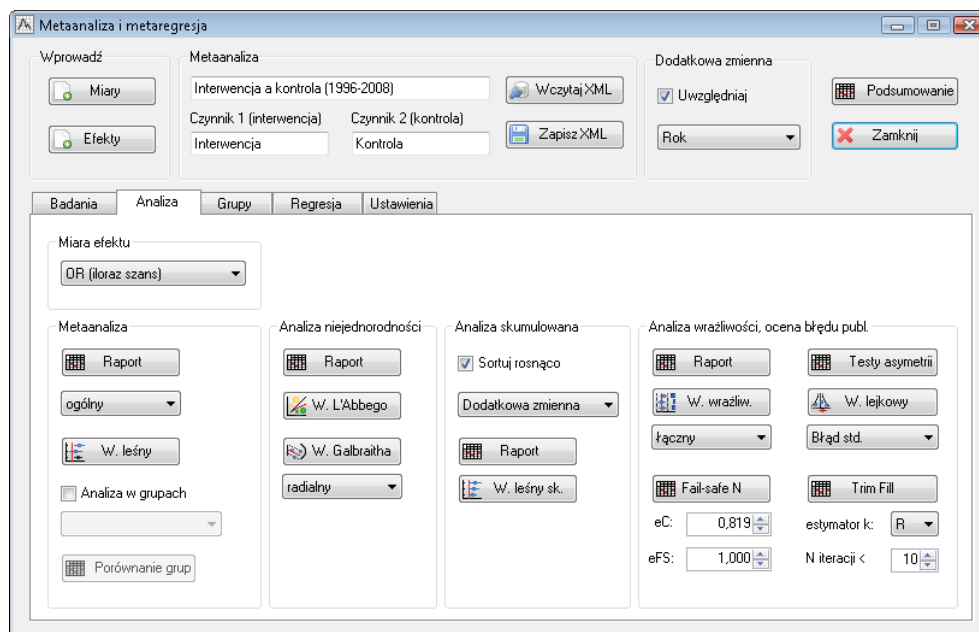 Metaanaliza i metaregresja
Wprowadź
Miary
Efekty
Metaanaliza
Interwencja a kontrola (1996-2008)
Wczytaj XML
Czynnik 1 (interwencja)
Czynnik 2 (kontrola)
Interwencja
Kontrola
Zapisz XML
Dodatkowa zmienna
Uwzględniaj
Rok
Podsumowanie
Zamknij
Badania
Analiza
Grupy
Regresja
Ustawienia
Miara efektu
OR (iloraz szans)
Metaanaliza
Raport
ogólny
W. leśny
Analiza w grupach
Porównanie grup
Analiza niejednorodności
Raport
W. L'Abbego
W. Galbraitha
radialny
Analiza skumulowana
Sortuj rosnąco
Dodatkowa zmienna
Raport
W. leśny sk.
Analiza wrażliwości, ocena błędu publ.
Raport
Testy asymetrii
W. wrażliw.
W. lejkowy
łączny
Błąd std.
Fail-safe N
Trim Fill
eC: 0,819
estymator k: R
eFS: 1,000
N iteracji < 10